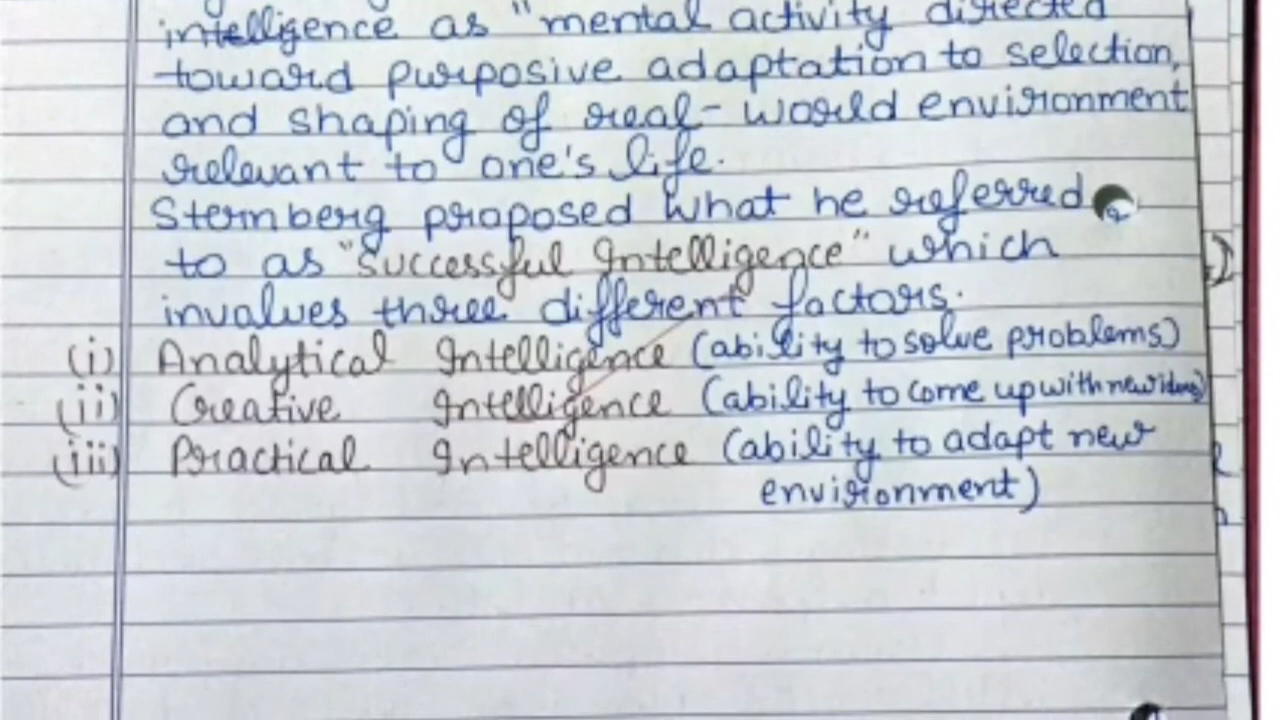 intelligence as "mental activity directed
toward purposive adaptation to selection,
and shaping of real-world environment
relevant to one's life.
Sternberg proposed what he referred
to as "Successful Intelligence" which
involves three different factors.
(i) Analytical Intelligence (ability to solve problems)
(ii) Creative Intelligence (ability to come up with new ideas)
(iii) Practical Intelligence (ability to adapt new
environment)